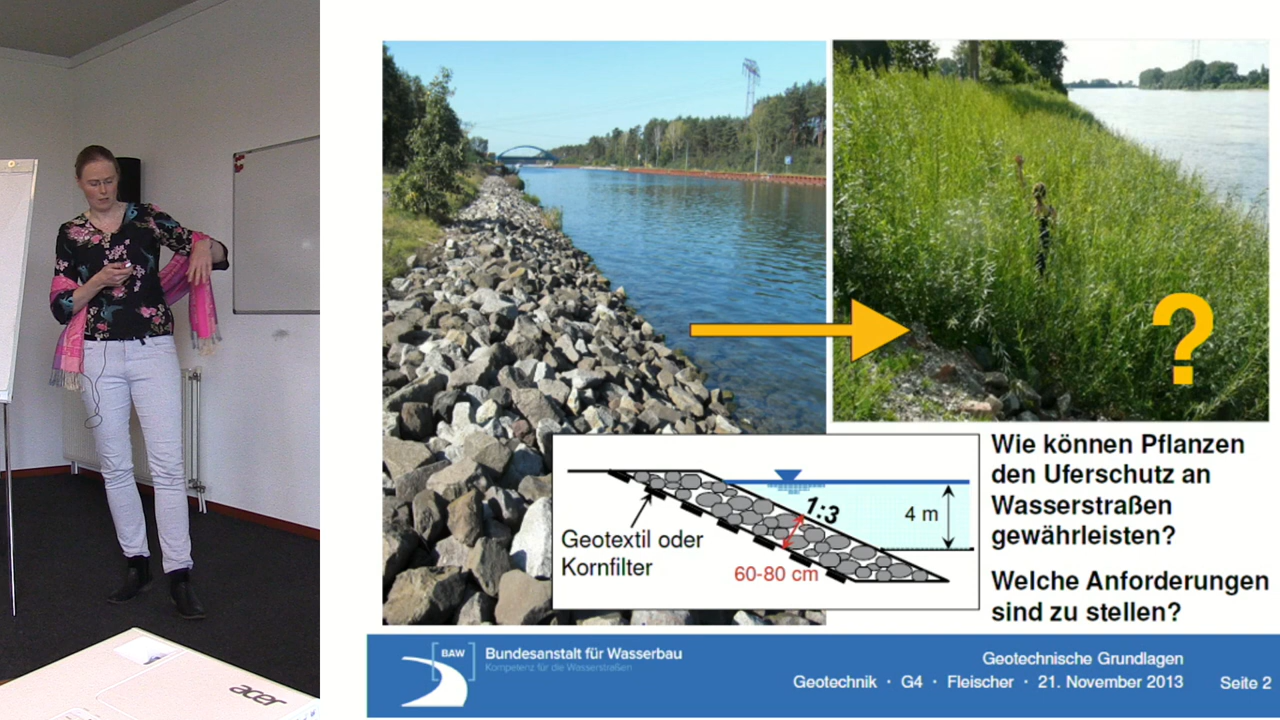 1:3
4 m
Geotextil oder
Kornfilter
60-80 cm
?
Wie können Pflanzen
den Uferschutz an
Wasserstraßen
gewährleisten?
Welche Anforderungen
sind zu stellen?
BAW
Bundesanstalt für Wasserbau
Kompetenz für die Wasserstraßen
Geotechnische Grundlagen
Geotechnik · G4 · Fleischer · 21. November 2013
Seite 2
acer